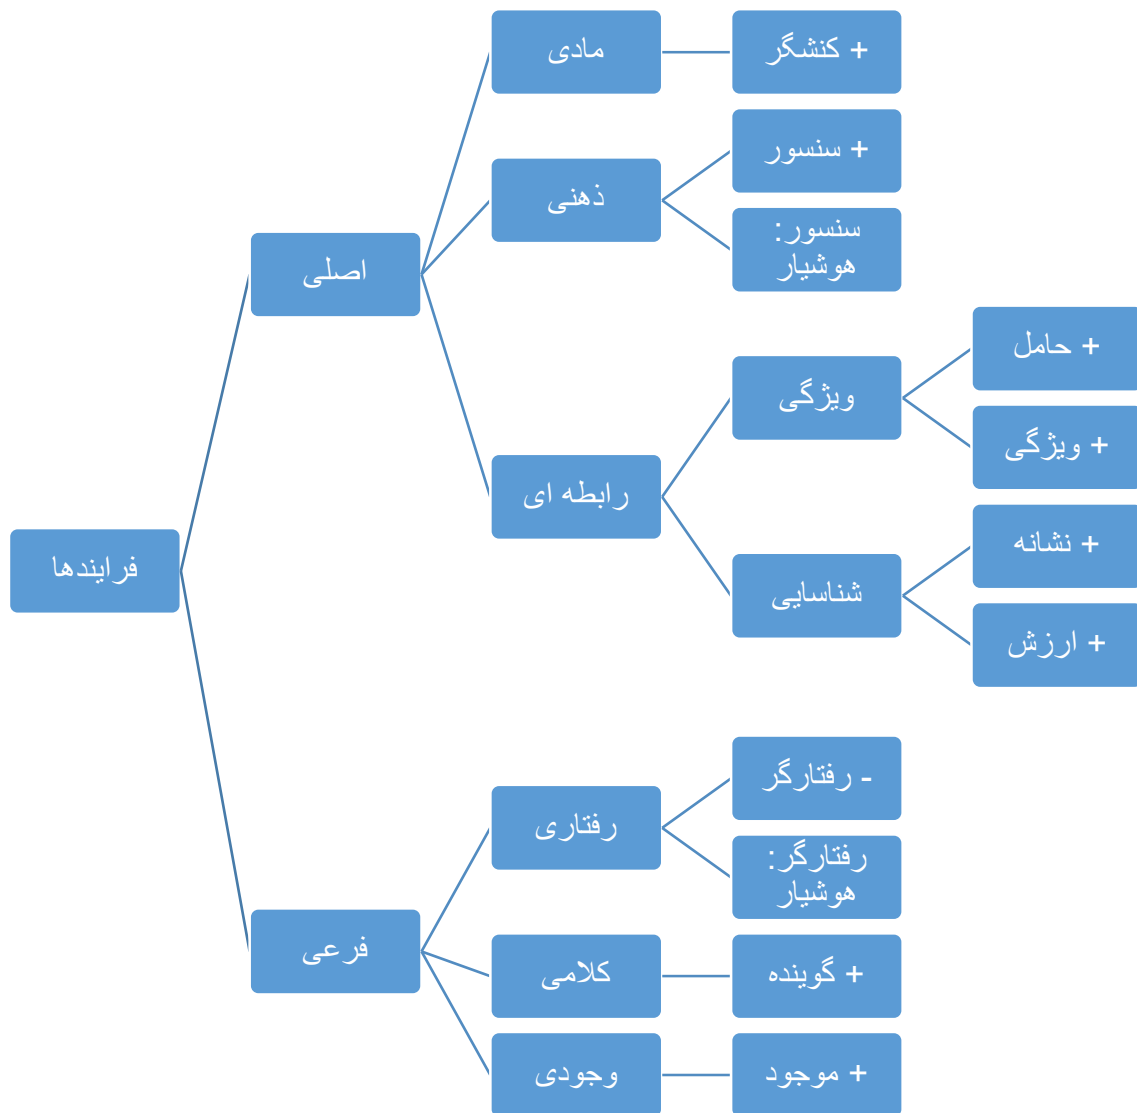 مادی
+ کنشگر
+ سنسور
ذهنی
سنسور:
هوشیار
اصلی
+ حامل
ویژگی
+ ویژگی
رابطه ای
+ نشانه
شناسایی
+ ارزش
فرایندها
- رفتارگر
رفتاری
رفتارگر:
هوشیار
فرعی
کلامی
+ گوینده
وجودی
+ موجود